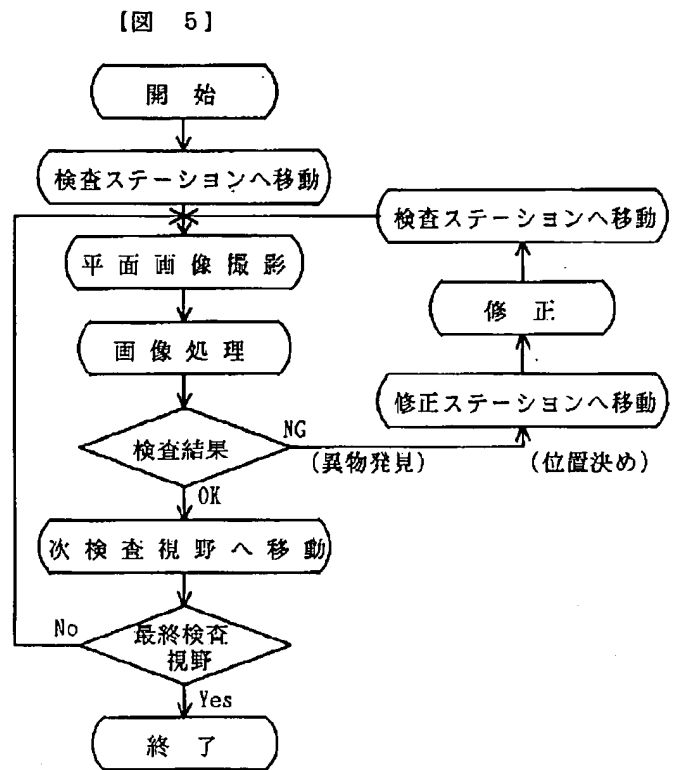 【図 5】
開 始
検査ステーションへ移動
検査ステーションへ移動
平面画像撮影
修 正
画像処理
修正ステーションへ移動
検査結果
NG
(異物発見)
(位置決め)
OK
次検査視野へ移動
No
最終検査
視野
Yes
終 了